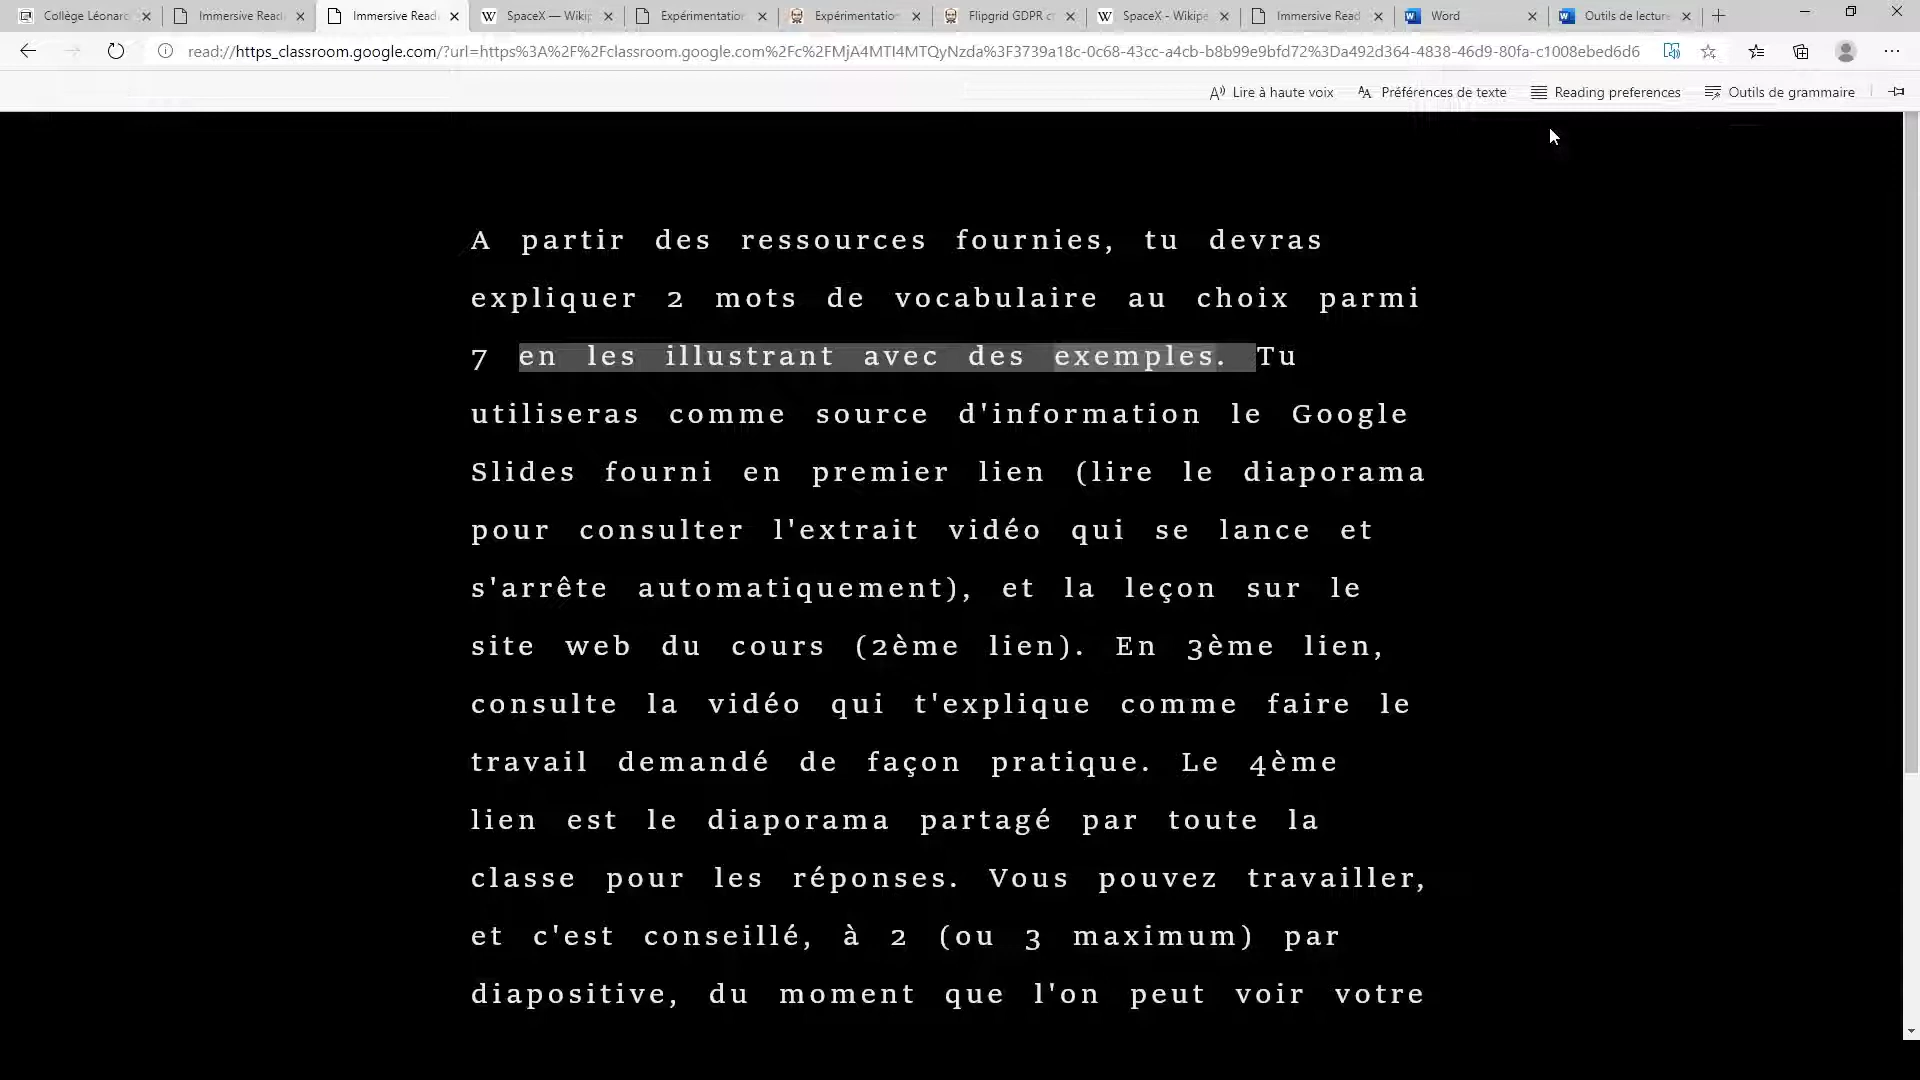 Collège Léonar
Immersive Read
Immersive Read
SpaceX — Wikip
Expérimentatio
Expérimentatio
Flipgrid GDPR c
SpaceX - Wikipe
Immersive Read
Word
Outils de lectur
read://https_classroom.google.com/?url=https%3A%2F%2Fclassroom.google.com%2Fc%2FMjA4MTI4MTQyNzda%3F3739a18c-0c68-43cc-a4cb-b8b99e9bfd72%3Da492d364-4838-46d9-80fa-c1008ebed6d6
Lire à haute voix
Préférences de texte
Reading preferences
Outils de grammaire
A partir des ressources fournies, tu devras
expliquer 2 mots de vocabulaire au choix parmi
7 en les illustrant avec des exemples. Tu
utiliseras comme source d'information le Google
Slides fourni en premier lien (lire le diaporama
pour consulter l'extrait vidéo qui se lance et
s'arrête automatiquement), et la leçon sur le
site web du cours (2ème lien). En 3ème lien,
consulte la vidéo qui t'explique comme faire le
travail demandé de façon pratique. Le 4ème
lien est le diaporama partagé par toute la
classe pour les réponses. Vous pouvez travailler,
et c'est conseillé, à 2 (ou 3 maximum) par
diapositive, du moment que l'on peut voir votre